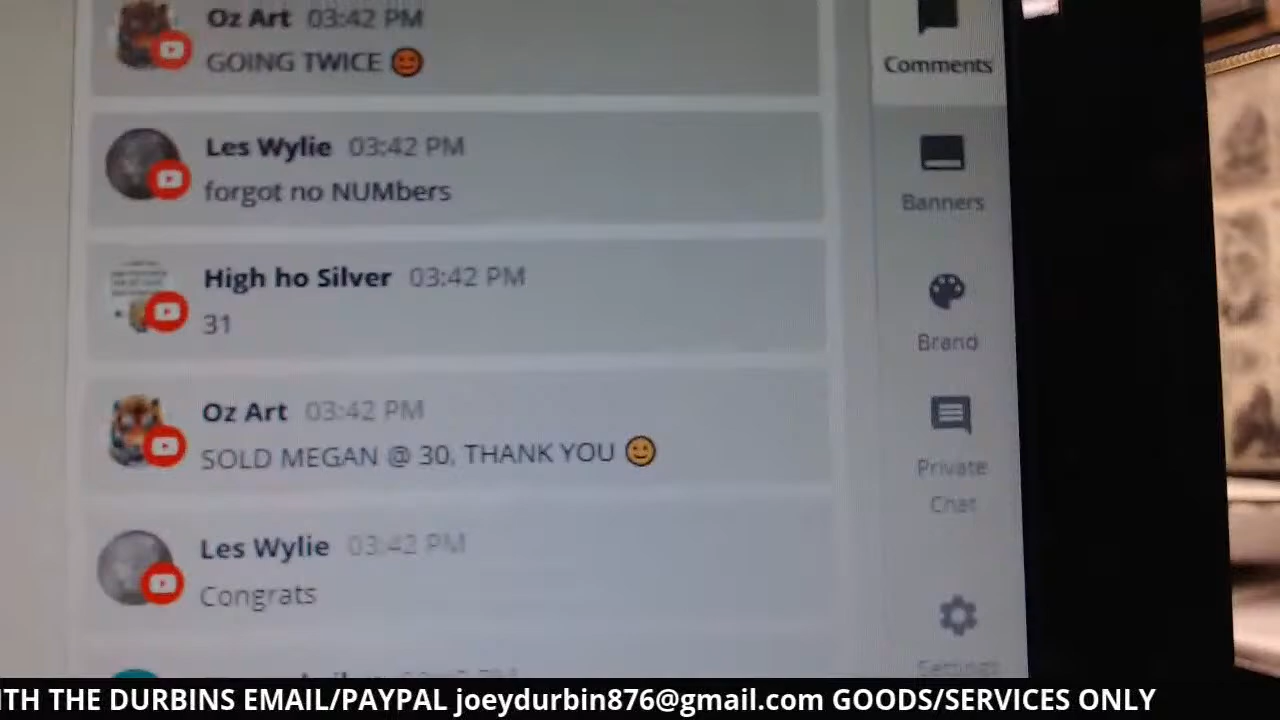 Oz Art 03:42 PM
GOING TWICE 😊
Comments
Les Wylie 03:42 PM
forgot no NUMbers
Banners
High ho Silver 03:42 PM
31
Brand
Oz Art 03:42 PM
SOLD MEGAN @ 30, THANK YOU 🙂
Private
Chat
Les Wylie 03:42 PM
Congrats
Settings
ITH THE DURBINS EMAIL/PAYPAL joeydurbin876@gmail.com GOODS/SERVICES ONLY